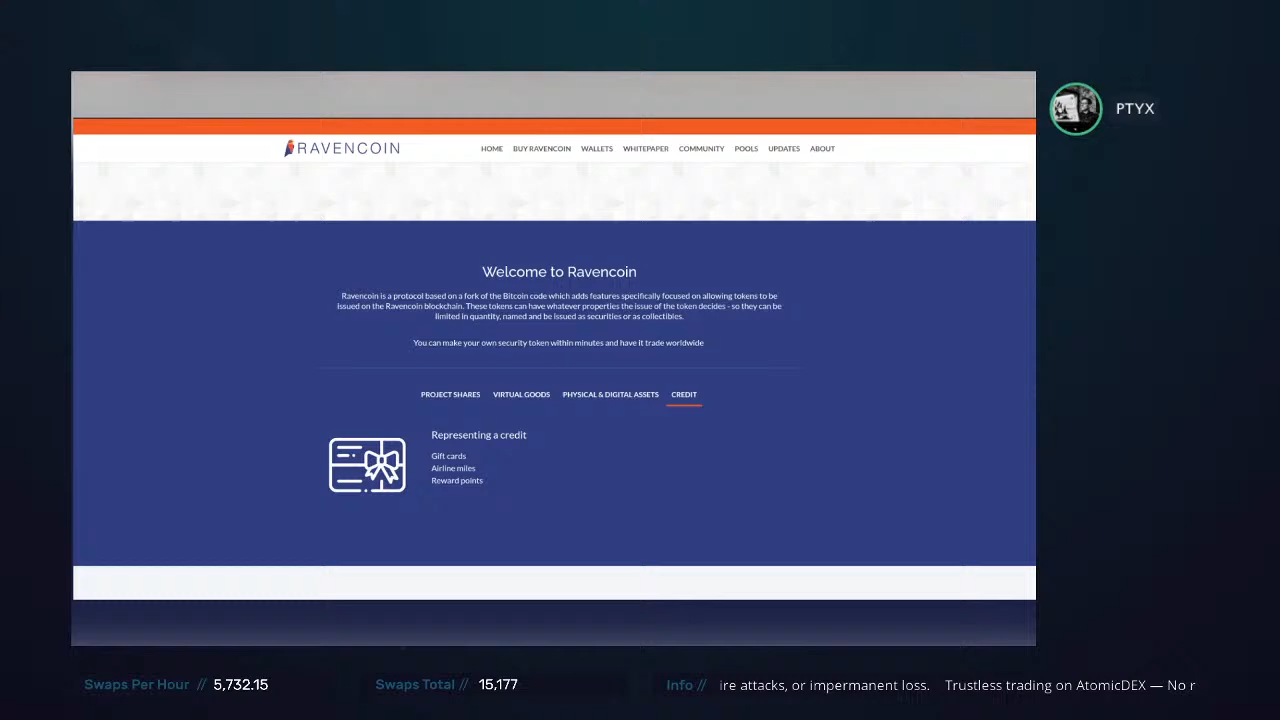 PTYX
RAVENCOIN
HOME BUY RAVENCOIN WALLETS WHITEPAPER COMMUNITY POOLS UPDATES ABOUT
Welcome to Ravencoin
Ravencoin is a protocol based on a fork of the Bitcoin code which adds features specifically focused on allowing tokens to be
issued on the Ravencoin blockchain. These tokens can have whatever properties the issue of the token decides - so they can be
limited in quantity, named and be issued as securities or as collectibles.
You can make your own security token within minutes and have it trade worldwide
PROJECT SHARES VIRTUAL GOODS PHYSICAL & DIGITAL ASSETS CREDIT
Representing a credit
Gift cards
Airline miles
Reward points
Swaps Per Hour // 5,732.15 Swaps Total // 15,177 Info // ire attacks, or impermanent loss. Trustless trading on AtomicDEX — No r